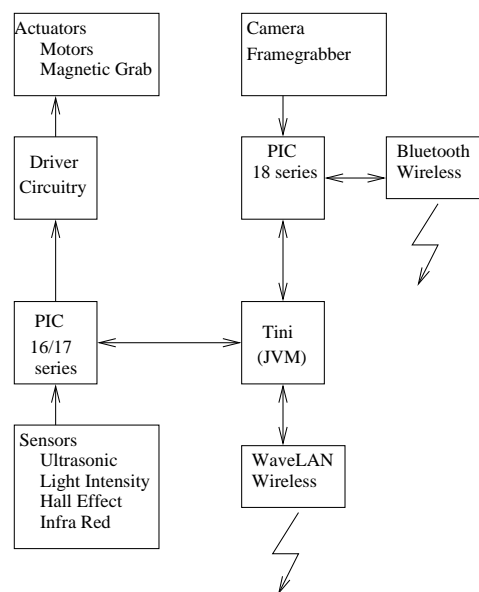 Actuators
Motors
Magnetic Grab
Camera
Framegrabber
Driver
Circuitry
PIC
18 series
Bluetooth
Wireless
PIC
16/17
series
Tini
(JVM)
Sensors
Ultrasonic
Light Intensity
Hall Effect
Infra Red
WaveLAN
Wireless